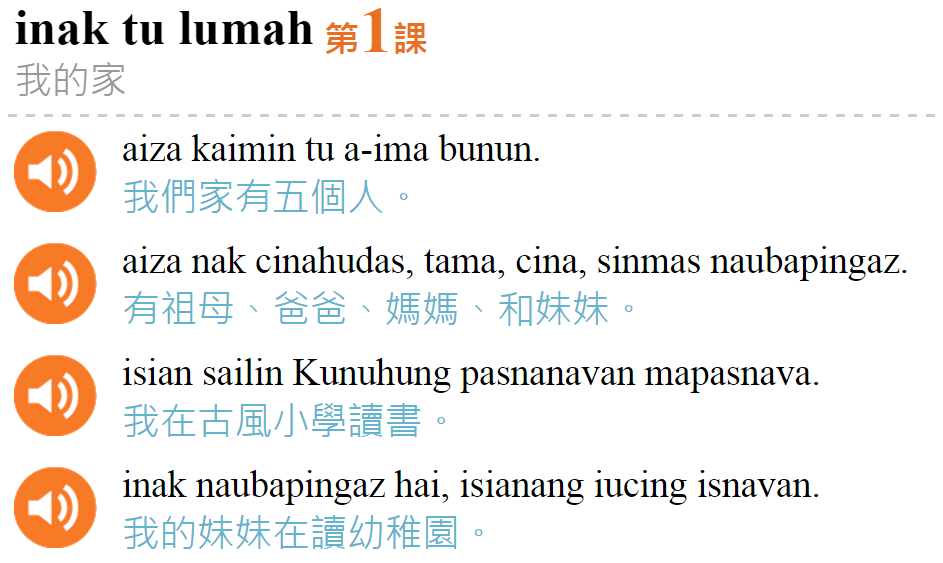 inak tu lumah 第1課
我的家
aiza kaimin tu a-ima bunun.
我們家有五個人。
aiza nak cinahudas, tama, cina, sinmas naubapingaz.
有祖母、爸爸、媽媽、和妹妹。
isian sailin Kunuhung pasnanavan mapasnava.
我在古風小學讀書。
inak naubapingaz hai, isianang iucing isnavan.
我的妹妹在讀幼稚園。